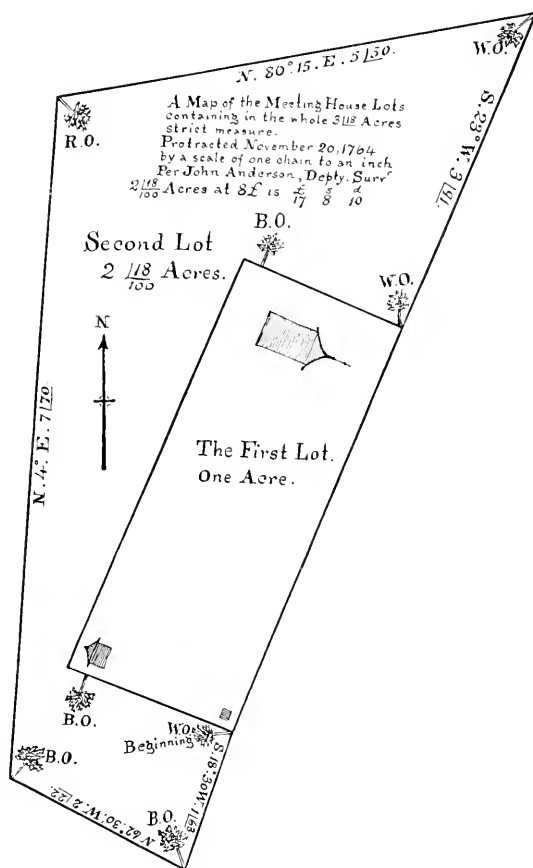 N. 80°.15. E. 5|50.
W.O.
R.O.
A Map of the Meeting House Lots
containing in the whole 3|18 Acres
strict measure.
Protracted November 20, 1764
by a scale of one chain to an inch
Per John Anderson, Depty. Surr
2 |18/100 Acres at 8£ is £17 s8 d10
S. 23° W. 3|91.
B.O.
Second Lot
2 |18/100 Acres.
W.O.
N
The First Lot.
One Acre.
N. 4° E. 7|70.
B.O.
W.O.
Beginning
S. 18°.30 W. 1|63
B.O.
B.O.
N 62°.30.W. 2|22.